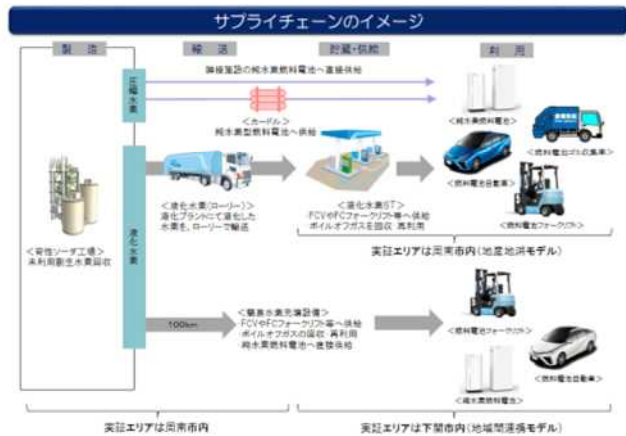 サプライチェーンのイメージ
製　造
輸　送
貯蔵・供給
利　用
圧縮水素
隣接施設の純水素燃料電池へ直接供給
<カードル>
純水素型燃料電池へ供給
<純水素燃料電池>
<燃料電池ゴミ収集車>
<燃料電池自動車>
<燃料電池フォークリフト>
<苛性ソーダ工場>
未利用副生水素回収
液化水素
<液化水素(ローリー)>
液化プラントにて液化した
水素を、ローリーで輸送
<液化水素ST>
・FCVやFCフォークリフト等へ供給
・ボイルオフガスを回収・再利用
実証エリアは周南市内(地産地消モデル)
100km
<簡易水素充填設備>
・FCVやFCフォークリフト等へ供給
・ボイルオフガスの回収・再利用
・純水素燃料電池へ直接供給
<燃料電池フォークリフト>
<燃料電池自動車>
<純水素燃料電池>
実証エリアは周南市内
実証エリアは下関市内(地域間連携モデル)